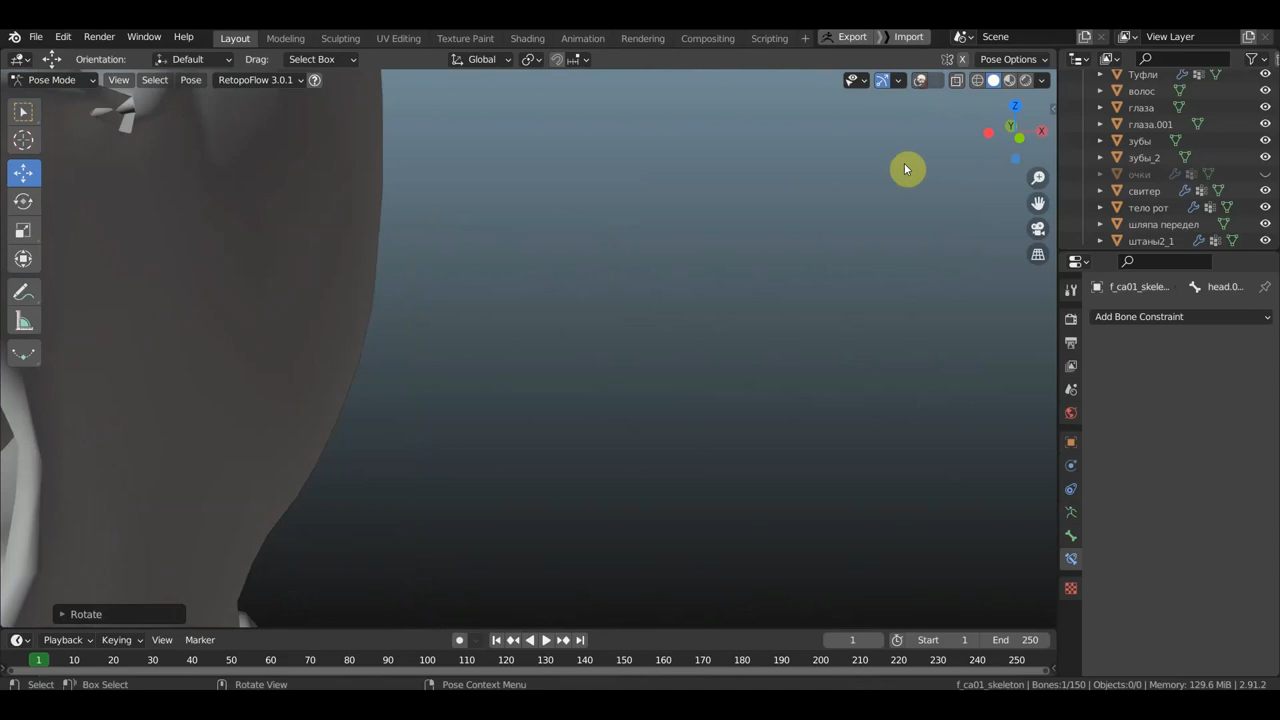 File Edit Render Window Help Layout Modeling Sculpting UV Editing Texture Paint Shading Animation Rendering Compositing Scripting + Export Import Scene View Layer
Orientation: Default Drag: Select Box Global Pose Options
Pose Mode View Select Pose RetopoFlow 3.0.1
Туфли
волос
глаза
глаза.001
зубы
зубы_2
очки
свитер
тело рот
шляпа передел
штаны2_1
Z
Y
X
f_ca01_skele... head.0...
Add Bone Constraint
Rotate
Playback Keying View Marker 1 Start 1 End 250
1 10 20 30 40 50 60 70 80 90 100 110 120 130 140 150 160 170 180 190 200 210 220 230 240 250
Select Box Select Rotate View Pose Context Menu f_ca01_skeleton | Bones:1/150 | Objects:0/0 | Memory: 129.6 MiB | 2.91.2